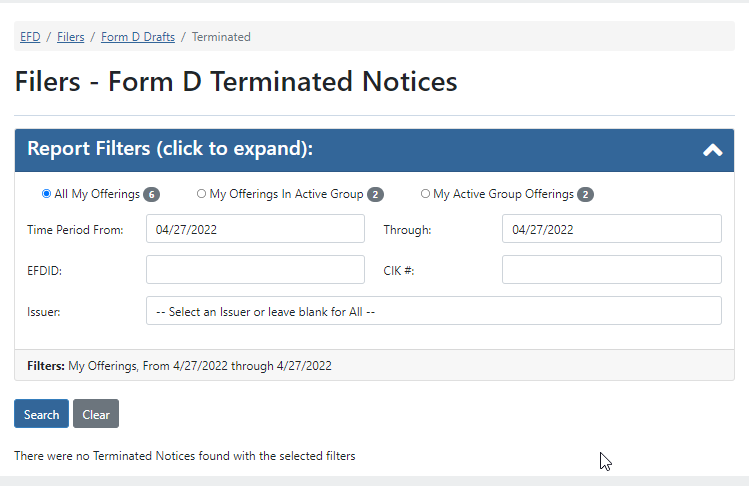 EFD / Filers / Form D Drafts / Terminated
Filers - Form D Terminated Notices
Report Filters (click to expand):
All My Offerings 6 My Offerings In Active Group 2 My Active Group Offerings 2
Time Period From: 04/27/2022 Through: 04/27/2022
EFDID: CIK #:
Issuer: -- Select an Issuer or leave blank for All --
Filters: My Offerings, From 4/27/2022 through 4/27/2022
Search Clear
There were no Terminated Notices found with the selected filters